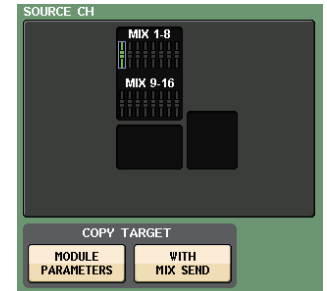 SOURCE CH
MIX 1-8
MIX 9-16
COPY TARGET
MODULE
PARAMETERS
WITH
MIX SEND